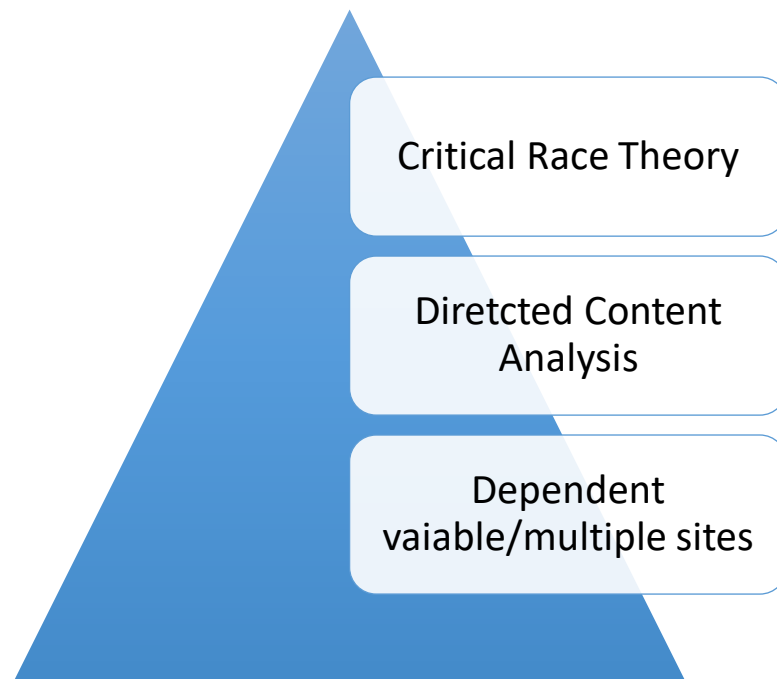 Critical Race Theory
Diretcted Content
Analysis
Dependent
vaiable/multiple sites